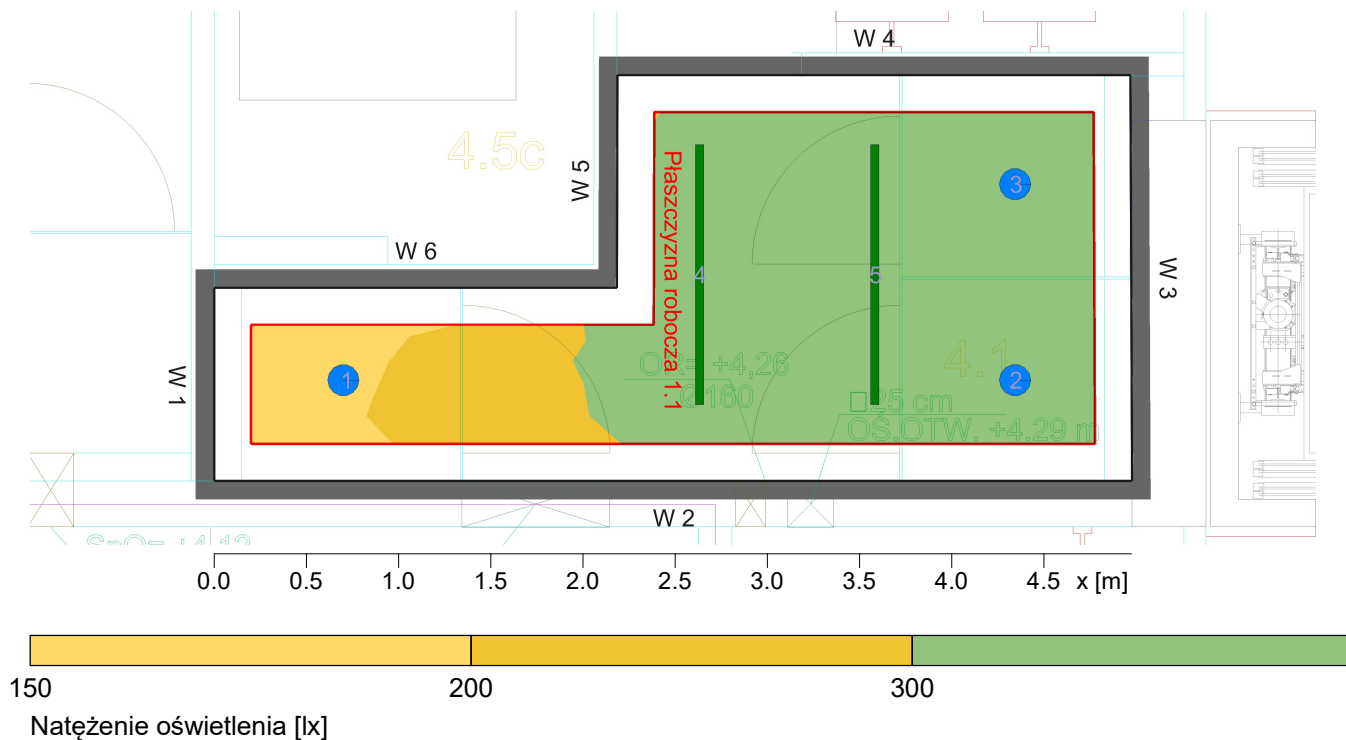 W 4
4.5c
W 5
W 6
3
Płaszczyzna robocza 1.1
4
5
W 3
W 1
1
OR= +4,26
Ø160
4.1
2
□25 cm
OŚ.OTW. +4.29 m
W 2
0.0 0.5 1.0 1.5 2.0 2.5 3.0 3.5 4.0 4.5 x [m]
150 200 300
Natężenie oświetlenia [lx]